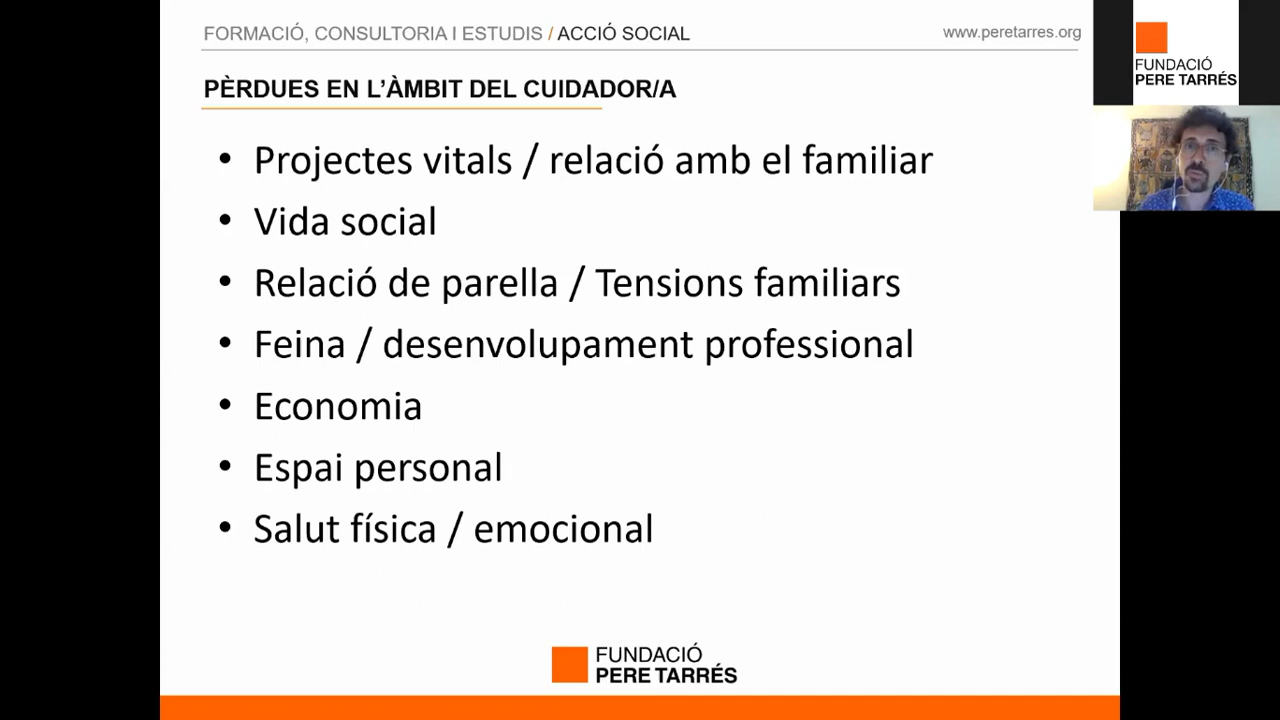 FORMACIÓ, CONSULTORIA I ESTUDIS / ACCIÓ SOCIAL
www.peretarres.org
FUNDACIÓ
PERE TARRÉS
PÈRDUES EN L’ÀMBIT DEL CUIDADOR/A
• Projectes vitals / relació amb el familiar
• Vida social
• Relació de parella / Tensions familiars
• Feina / desenvolupament professional
• Economia
• Espai personal
• Salut física / emocional
FUNDACIÓ
PERE TARRÉS